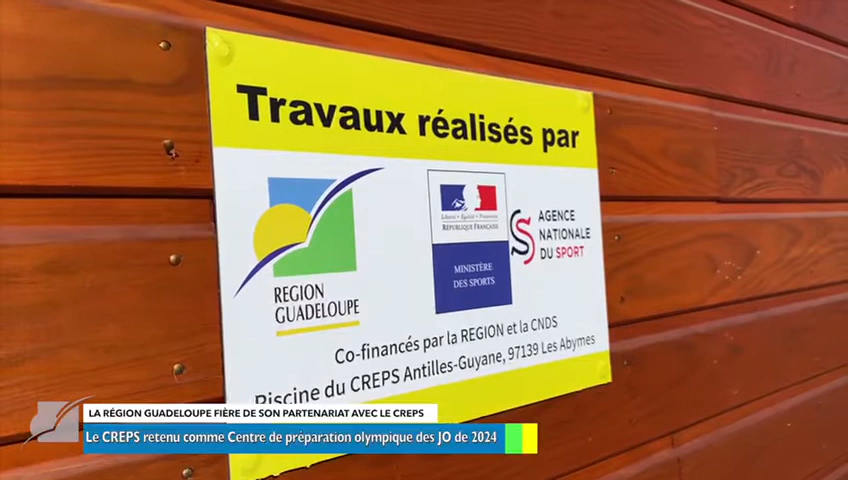 Travaux réalisés par
REGION
GUADELOUPE
Liberté • Égalité • Fraternité
RÉPUBLIQUE FRANÇAISE
MINISTÈRE
DES SPORTS
AGENCE
NATIONALE
DU SPORT
Co-financés par la REGION et la CNDS
Piscine du CREPS Antilles-Guyane, 97139 Les Abymes
LA RÉGION GUADELOUPE FIÈRE DE SON PARTENARIAT AVEC LE CREPS
Le CREPS retenu comme Centre de préparation olympique des JO de 2024